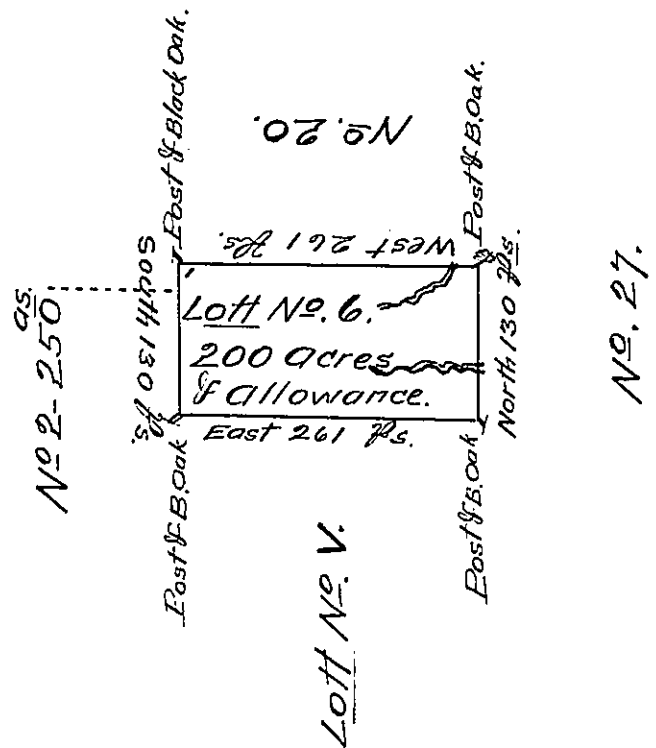 Post & Black Oak.
No. 20.
West 261 ps.
Post & B. Oak.
as.
No 2-250
South 130 ps.
Lott No. 6.
200 Acres
& Allowance.
North 130 ps.
No. 27.
East 261 ps.
Post & B. Oak
Post & B. Oak
Lott No. V.